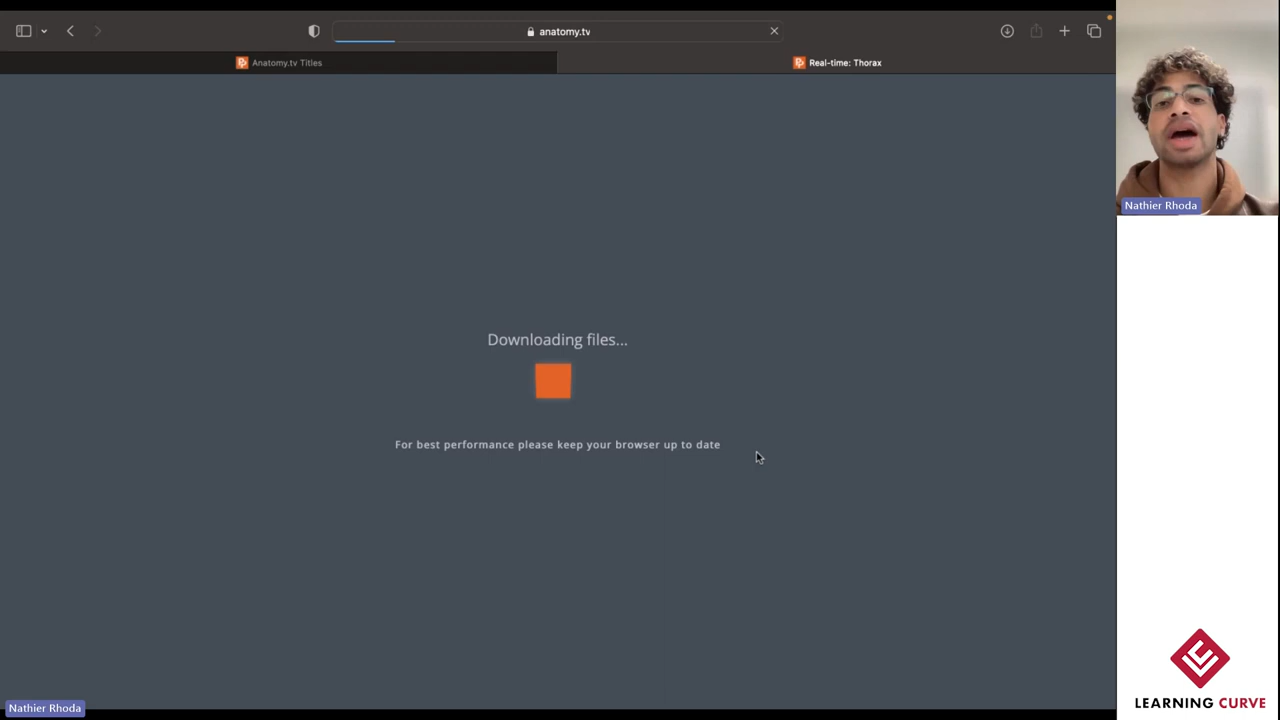 anatomy.tv
Anatomy.tv Titles
Real-time: Thorax
Downloading files...
For best performance please keep your browser up to date
Nathier Rhoda
Nathier Rhoda
LEARNING CURVE